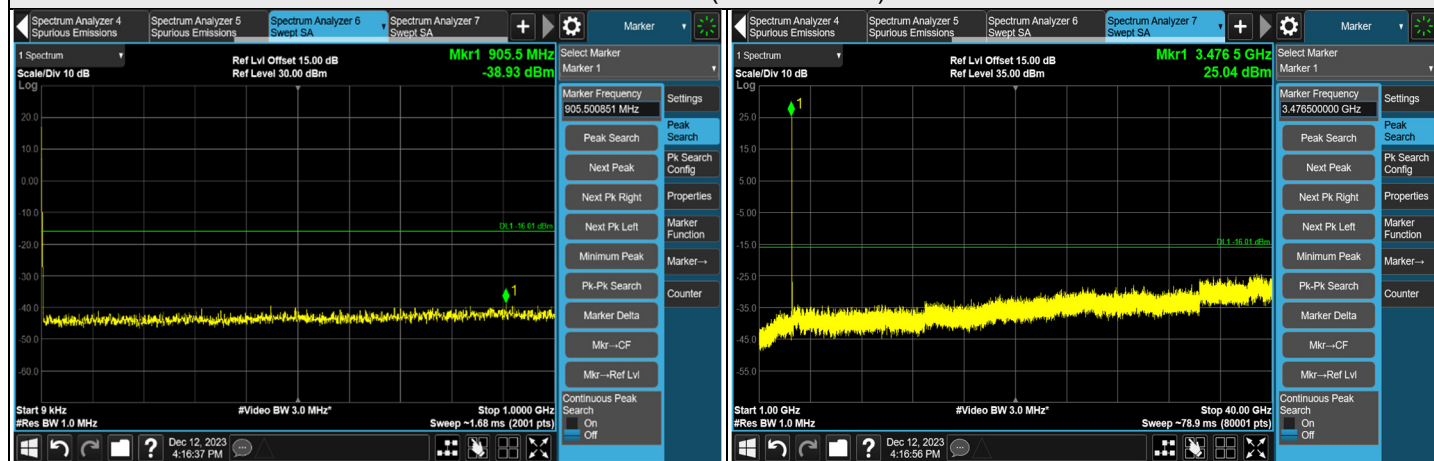 Spectrum Analyzer 4
Spurious Emissions
Spectrum Analyzer 5
Spurious Emissions
Spectrum Analyzer 6
Swept SA
Spectrum Analyzer 7
Swept SA
+
Marker
1 Spectrum
Scale/Div 10 dB
Log
Ref Lvl Offset 15.00 dB
Ref Level 30.00 dBm
Mkr1 905.5 MHz
-38.93 dBm
20.0
10.0
0.00
-10.0
-20.0
-30.0
-40.0
-50.0
-60.0
DL1 -16.01 dBm
1
Start 9 kHz
#Res BW 1.0 MHz
#Video BW 3.0 MHz*
Stop 1.0000 GHz
Sweep ~1.68 ms (2001 pts)
Select Marker
Marker 1
Marker Frequency
905.500851 MHz
Peak Search
Next Peak
Next Pk Right
Next Pk Left
Minimum Peak
Pk-Pk Search
Marker Delta
Mkr→CF
Mkr→Ref Lvl
Continuous Peak
Search
On
Off
Settings
Peak
Search
Pk Search
Config
Properties
Marker
Function
Marker→
Counter
?
Dec 12, 2023
4:16:37 PM
Spectrum Analyzer 4
Spurious Emissions
Spectrum Analyzer 5
Spurious Emissions
Spectrum Analyzer 6
Swept SA
Spectrum Analyzer 7
Swept SA
+
Marker
1 Spectrum
Scale/Div 10 dB
Log
Ref Lvl Offset 15.00 dB
Ref Level 35.00 dBm
Mkr1 3.476 5 GHz
25.04 dBm
25.0
15.0
5.00
-5.00
-15.0
-25.0
-35.0
-45.0
-55.0
DL1 -16.01 dBm
1
Start 1.00 GHz
#Res BW 1.0 MHz
#Video BW 3.0 MHz*
Stop 40.00 GHz
Sweep ~78.9 ms (80001 pts)
Select Marker
Marker 1
Marker Frequency
3.476500000 GHz
Peak Search
Next Peak
Next Pk Right
Next Pk Left
Minimum Peak
Pk-Pk Search
Marker Delta
Mkr→CF
Mkr→Ref Lvl
Continuous Peak
Search
On
Off
Settings
Peak
Search
Pk Search
Config
Properties
Marker
Function
Marker→
Counter
?
Dec 12, 2023
4:16:56 PM